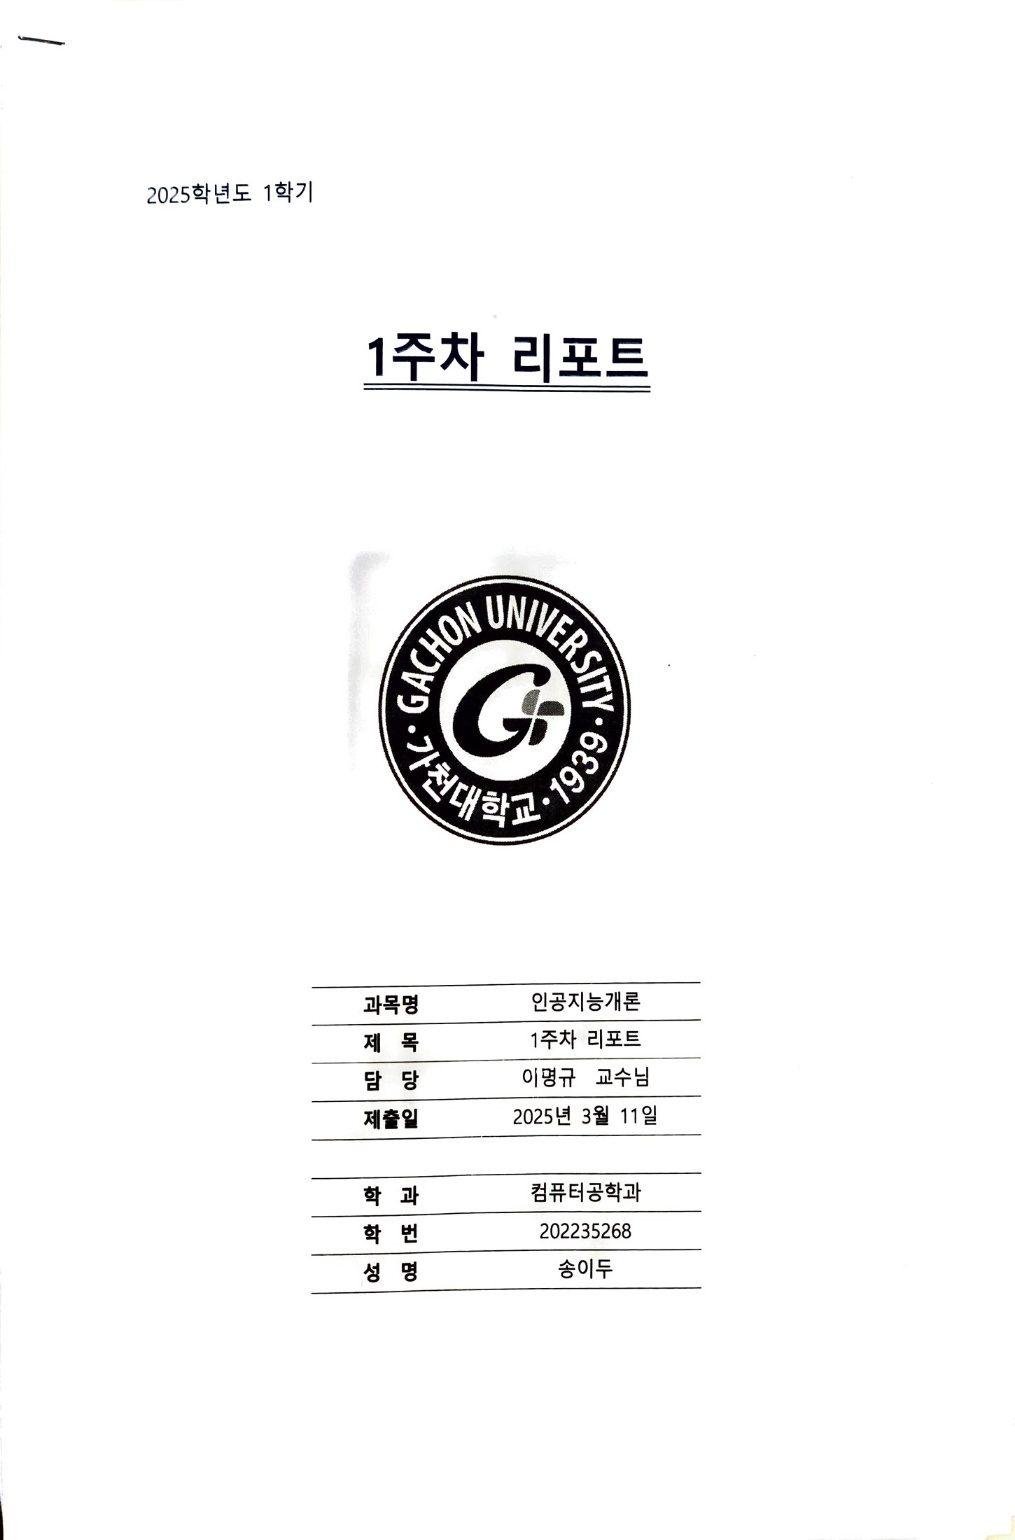 2025학년도 1학기
1주차 리포트
GACHON UNIVERSITY
가천대학교 · 1939
과목명 인공지능개론
제 목 1주차 리포트
담 당 이명규 교수님
제출일 2025년 3월 11일
학 과 컴퓨터공학과
학 번 202235268
성 명 송이두